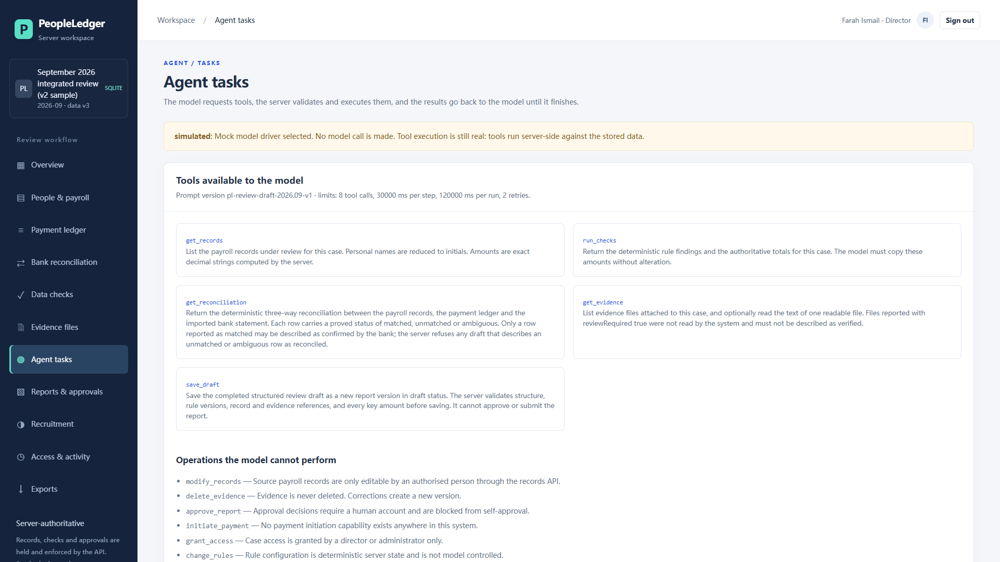 P
PeopleLedger
Server workspace
PL
September 2026
integrated review
(v2 sample)
2026-09 · data v3
SQLITE
Review workflow
Overview
People & payroll
Payment ledger
Bank reconciliation
Data checks
Evidence files
Agent tasks
Reports & approvals
Recruitment
Access & activity
Exports
Server-authoritative
Records, checks and approvals are
held and enforced by the API.
Workspace / Agent tasks
Farah Ismail · Director
FI
Sign out
AGENT / TASKS
Agent tasks
The model requests tools, the server validates and executes them, and the results go back to the model until it finishes.
simulated: Mock model driver selected. No model call is made. Tool execution is still real: tools run server-side against the stored data.
Tools available to the model
Prompt version pl-review-draft-2026.09-v1 · limits: 8 tool calls, 30000 ms per step, 120000 ms per run, 2 retries.
get_records
List the payroll records under review for this case. Personal names are reduced to initials. Amounts are exact
decimal strings computed by the server.
run_checks
Return the deterministic rule findings and the authoritative totals for this case. The model must copy these
amounts without alteration.
get_reconciliation
Return the deterministic three-way reconciliation between the payroll records, the payment ledger and the
imported bank statement. Each row carries a proved status of matched, unmatched or ambiguous. Only a row
reported as matched may be described as confirmed by the bank; the server refuses any draft that describes an
unmatched or ambiguous row as reconciled.
get_evidence
List evidence files attached to this case, and optionally read the text of one readable file. Files reported with
reviewRequired true were not read by the system and must not be described as verified.
save_draft
Save the completed structured review draft as a new report version in draft status. The server validates structure,
rule versions, record and evidence references, and every key amount before saving. It cannot approve or submit the
report.
Operations the model cannot perform
• modify_records — Source payroll records are only editable by an authorised person through the records API.
• delete_evidence — Evidence is never deleted. Corrections create a new version.
• approve_report — Approval decisions require a human account and are blocked from self-approval.
• initiate_payment — No payment initiation capability exists anywhere in this system.
• grant_access — Case access is granted by a director or administrator only.
• change_rules — Rule configuration is deterministic server state and is not model controlled.